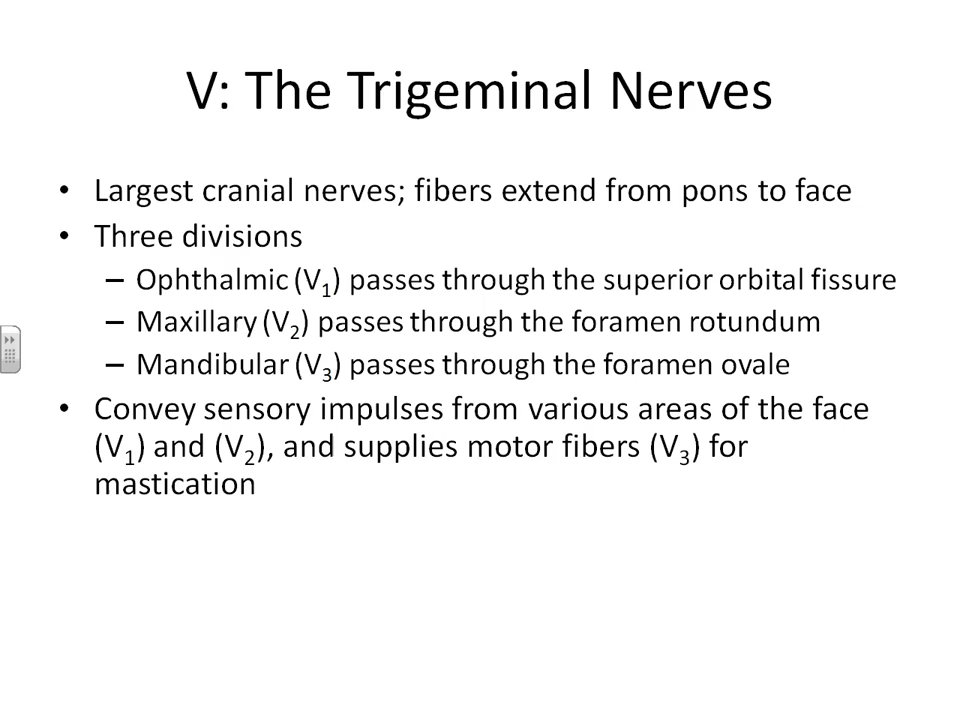 V: The Trigeminal Nerves
• Largest cranial nerves; fibers extend from pons to face
• Three divisions
– Ophthalmic (V₁) passes through the superior orbital fissure
– Maxillary (V₂) passes through the foramen rotundum
– Mandibular (V₃) passes through the foramen ovale
• Convey sensory impulses from various areas of the face
(V₁) and (V₂), and supplies motor fibers (V₃) for
mastication